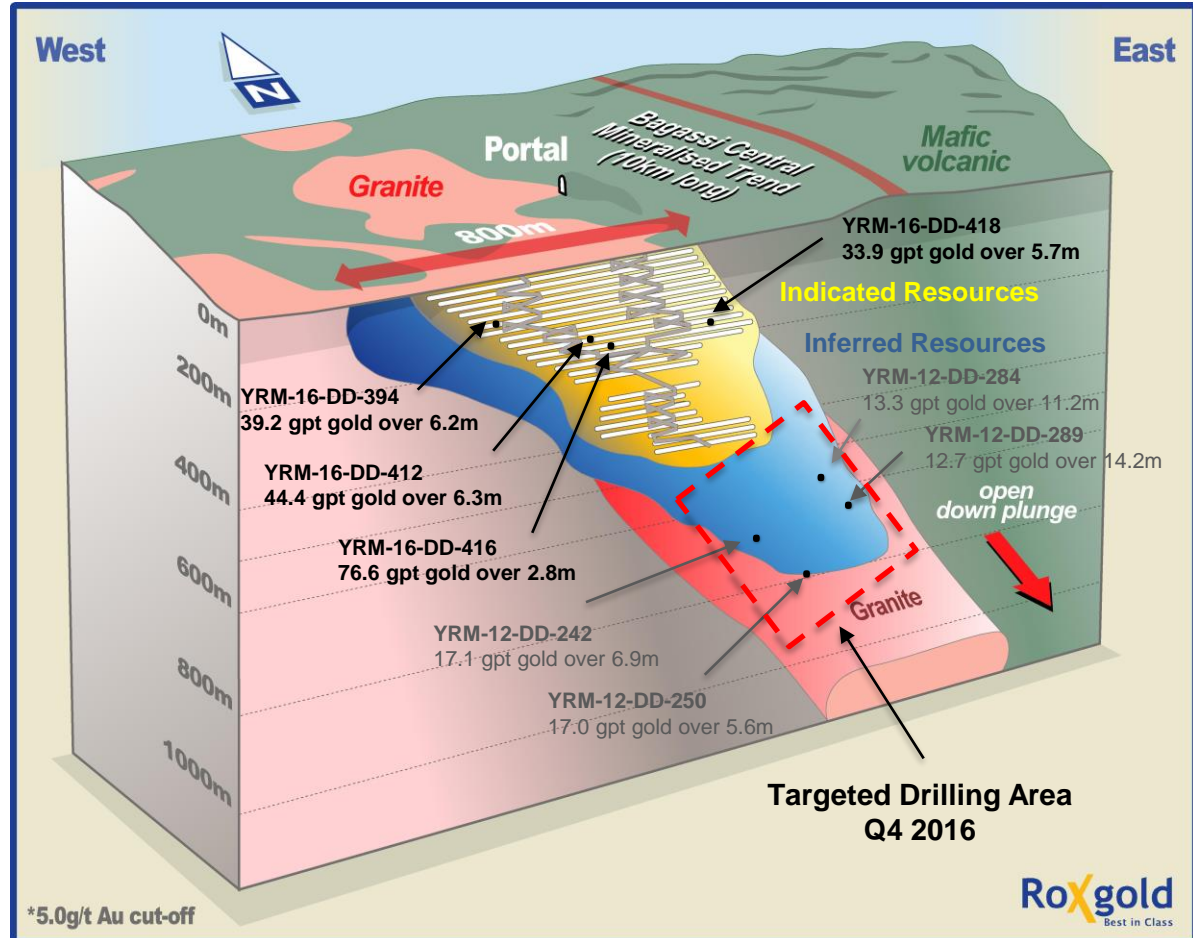 West
East
N
Portal
Bagassi Central
Mineralised Trend
(10km long)
Mafic
volcanic
Granite
800m
YRM-16-DD-418
33.9 gpt gold over 5.7m
Indicated Resources
Inferred Resources
0m
200m
400m
600m
800m
1000m
YRM-12-DD-284
13.3 gpt gold over 11.2m
YRM-16-DD-394
39.2 gpt gold over 6.2m
YRM-12-DD-289
12.7 gpt gold over 14.2m
YRM-16-DD-412
44.4 gpt gold over 6.3m
open
down plunge
YRM-16-DD-416
76.6 gpt gold over 2.8m
Granite
YRM-12-DD-242
17.1 gpt gold over 6.9m
YRM-12-DD-250
17.0 gpt gold over 5.6m
Targeted Drilling Area
Q4 2016
*5.0g/t Au cut-off
RoXgold
Best in Class